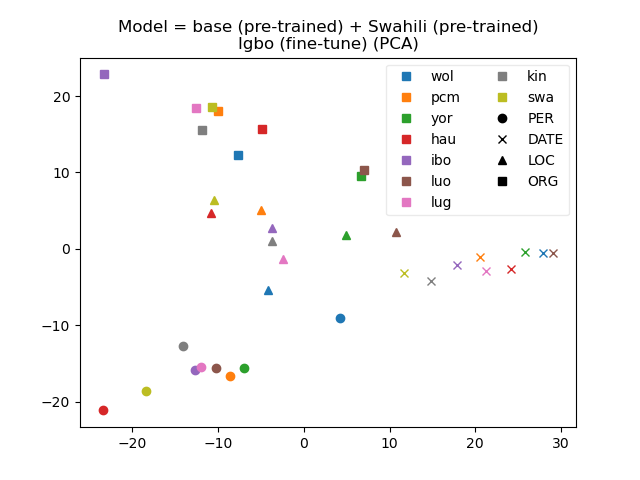 Model = base (pre-trained) + Swahili (pre-trained)
Igbo (fine-tune) (PCA)
20
10
0
−10
−20
−20
−10
0
10
20
30
wol
pcm
yor
hau
ibo
luo
lug
kin
swa
PER
DATE
LOC
ORG